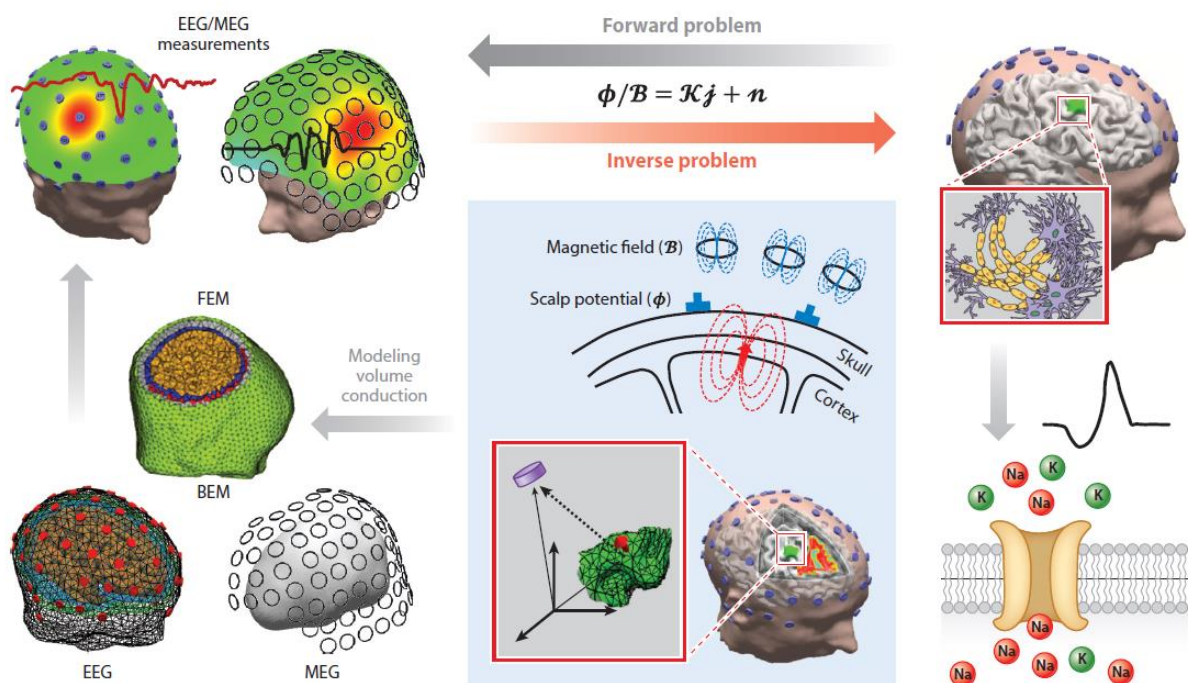 EEG/MEG
measurements
Forward problem
ϕ/B = Kj + n
Inverse problem
Magnetic field (B)
Scalp potential (ϕ)
Skull
Cortex
FEM
Modeling
volume
conduction
BEM
EEG
MEG
Na
K
K
Na
K
Na
Na
Na
K
Na
Na